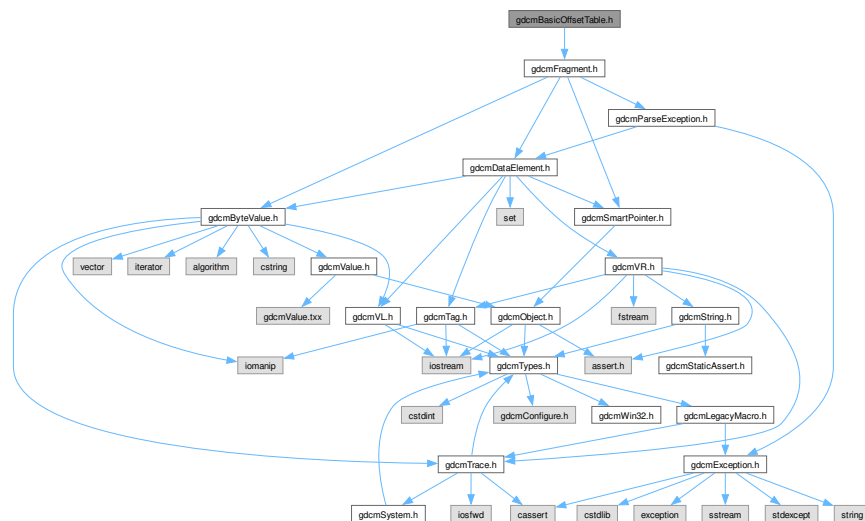 gdcmBasicOffsetTable.h
gdcmFragment.h
gdcmParseException.h
gdcmDataElement.h
gdcmByteValue.h
set
gdcmSmartPointer.h
vector
iterator
algorithm
cstring
gdcmValue.h
gdcmVR.h
gdcmValue.txx
gdcmVL.h
gdcmTag.h
gdcmObject.h
fstream
gdcmString.h
iomanip
iostream
gdcmTypes.h
assert.h
gdcmStaticAssert.h
cstdint
gdcmConfigure.h
gdcmWin32.h
gdcmLegacyMacro.h
gdcmTrace.h
gdcmException.h
gdcmSystem.h
iosfwd
cassert
cstdlib
exception
sstream
stdexcept
string